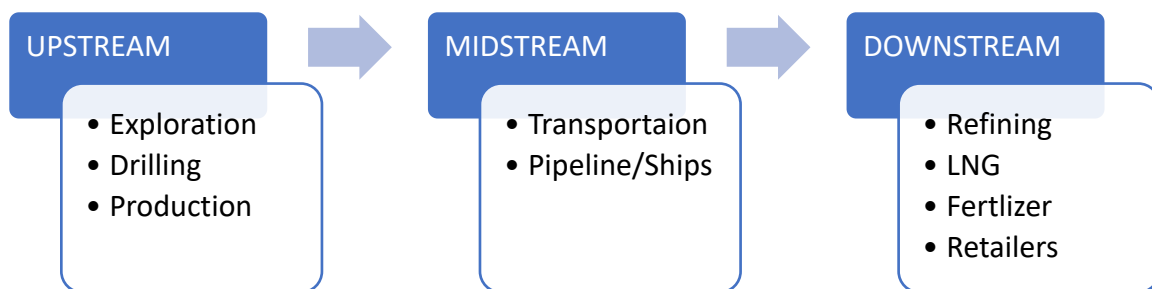 UPSTREAM
• Exploration
• Drilling
• Production
MIDSTREAM
• Transportaion
• Pipeline/Ships
DOWNSTREAM
• Refining
• LNG
• Fertlizer
• Retailers